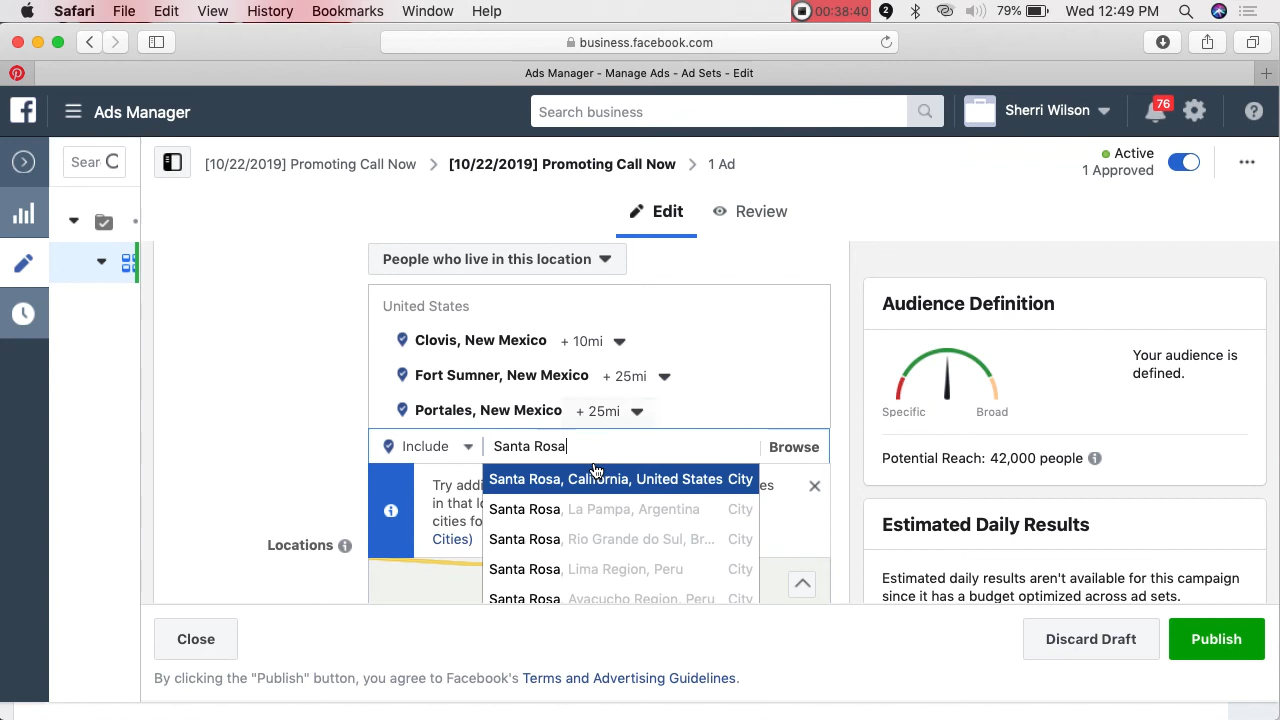 Safari File Edit View History Bookmarks Window Help 00:38:40 2 79% Wed 12:49 PM
business.facebook.com
Ads Manager - Manage Ads - Ad Sets - Edit
Ads Manager Search business Sherri Wilson 76
Sear [10/22/2019] Promoting Call Now [10/22/2019] Promoting Call Now 1 Ad Active
1 Approved
Edit Review
People who live in this location
United States
Clovis, New Mexico + 10mi
Fort Sumner, New Mexico + 25mi
Portales, New Mexico + 25mi
Include Santa Rosa Browse
Santa Rosa, California, United States City
Santa Rosa, La Pampa, Argentina City
Santa Rosa, Rio Grande do Sul, Br... City
Santa Rosa, Lima Region, Peru City
Santa Rosa, Ayacucho Region, Peru City
Try addi
in that lo
cities fo
Cities)
es
Locations
Audience Definition
Specific Broad
Your audience is
defined.
Potential Reach: 42,000 people
Estimated Daily Results
Estimated daily results aren't available for this campaign
since it has a budget optimized across ad sets.
Close Discard Draft Publish
By clicking the "Publish" button, you agree to Facebook's Terms and Advertising Guidelines.